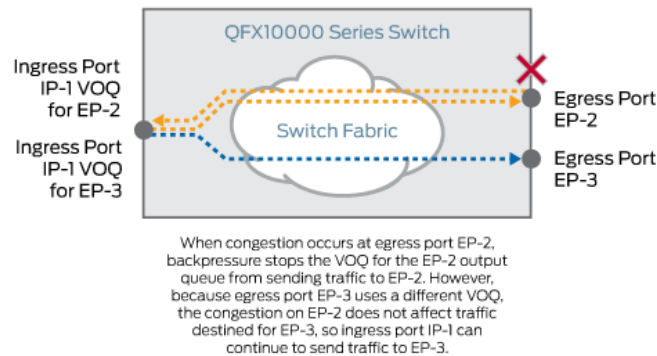 QFX10000 Series Switch
Ingress Port
IP-1 VOQ
for EP-2
Ingress Port
IP-1 VOQ
for EP-3
Switch Fabric
Egress Port
EP-2
Egress Port
EP-3
When congestion occurs at egress port EP-2,
backpressure stops the VOQ for the EP-2 output
queue from sending traffic to EP-2. However,
because egress port EP-3 uses a different VOQ,
the congestion on EP-2 does not affect traffic
destined for EP-3, so ingress port IP-1 can
continue to send traffic to EP-3.